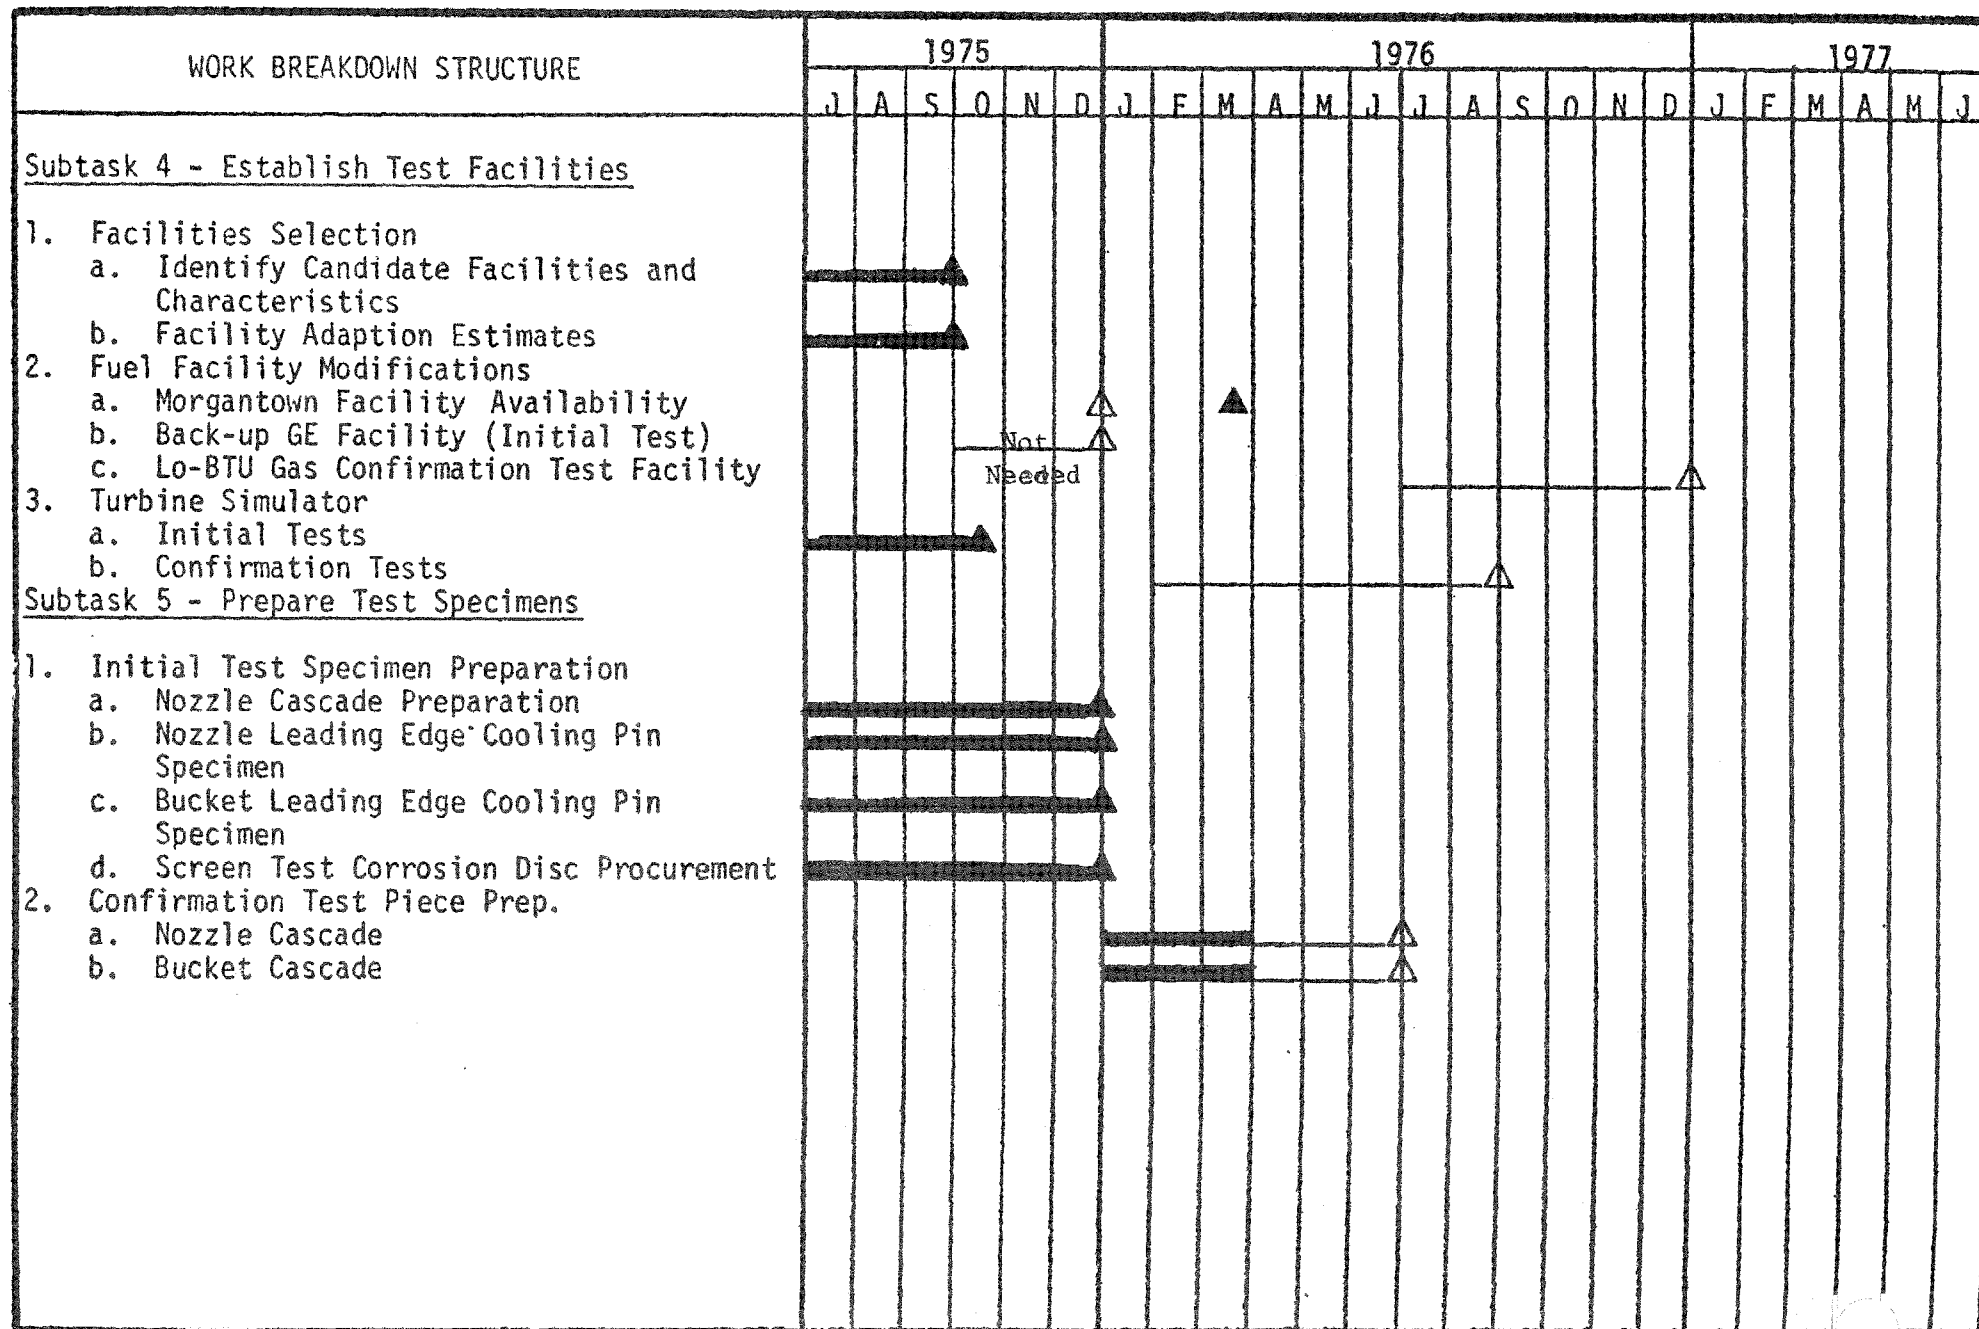 WORK BREAKDOWN STRUCTURE
1975 1976 1977
J A S O N D J F M A M J J A S O N D J F M A M J
Subtask 4 - Establish Test Facilities
1. Facilities Selection
a. Identify Candidate Facilities and
Characteristics
b. Facility Adaption Estimates
2. Fuel Facility Modifications
a. Morgantown Facility Availability
b. Back-up GE Facility (Initial Test)
Not
c. Lo-BTU Gas Confirmation Test Facility
Needed
3. Turbine Simulator
a. Initial Tests
b. Confirmation Tests
Subtask 5 - Prepare Test Specimens
1. Initial Test Specimen Preparation
a. Nozzle Cascade Preparation
b. Nozzle Leading Edge Cooling Pin
Specimen
c. Bucket Leading Edge Cooling Pin
Specimen
d. Screen Test Corrosion Disc Procurement
2. Confirmation Test Piece Prep.
a. Nozzle Cascade
b. Bucket Cascade